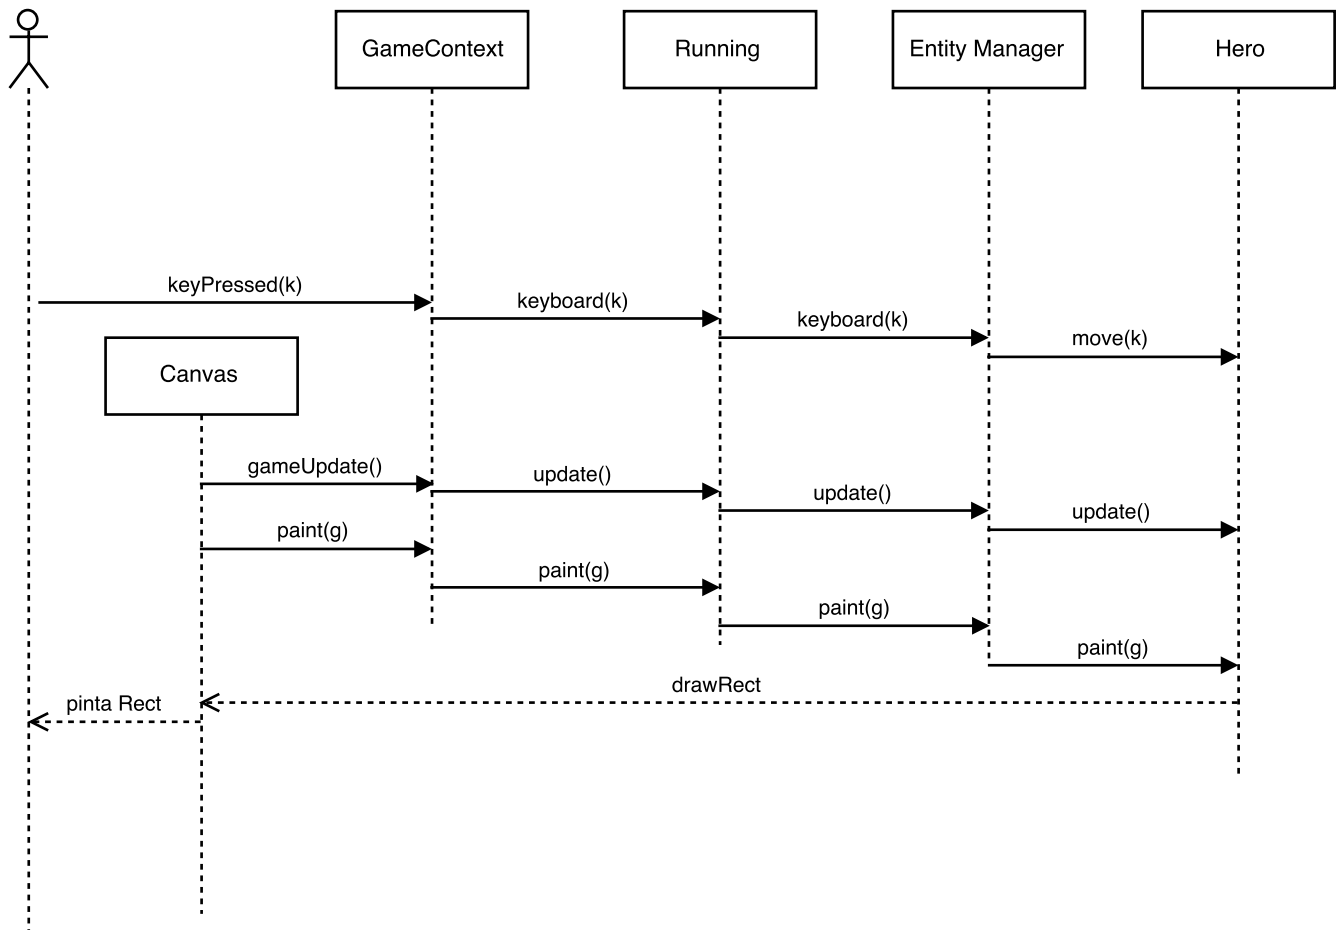 GameContext
Running
Entity Manager
Hero
keyPressed(k)
keyboard(k)
keyboard(k)
move(k)
Canvas
gameUpdate()
update()
update()
update()
paint(g)
paint(g)
paint(g)
paint(g)
drawRect
pinta Rect